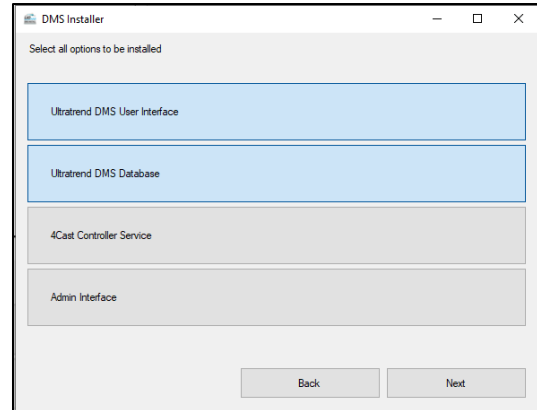 DMS Installer
Select all options to be installed
Ultratrend DMS User Interface
Ultratrend DMS Database
4Cast Controller Service
Admin Interface
Back Next